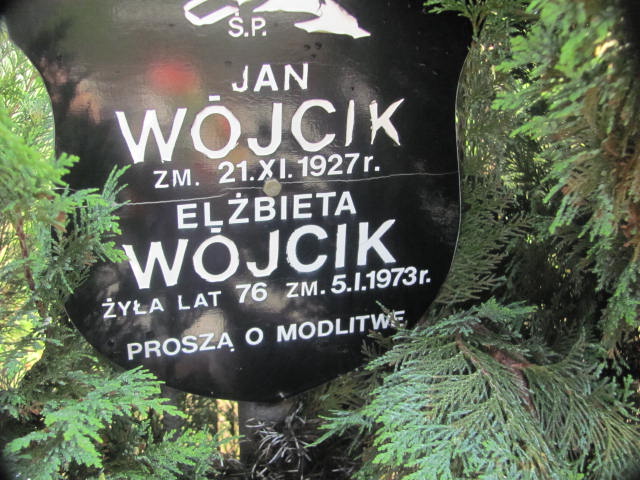 Ś.P.
JAN
WÓJCIK
ZM. 21.XI.1927r.
ELŻBIETA
WÓJCIK
ŻYŁA LAT 76 ZM. 5.I.1973r.
PROSZĄ O MODLITWĘ